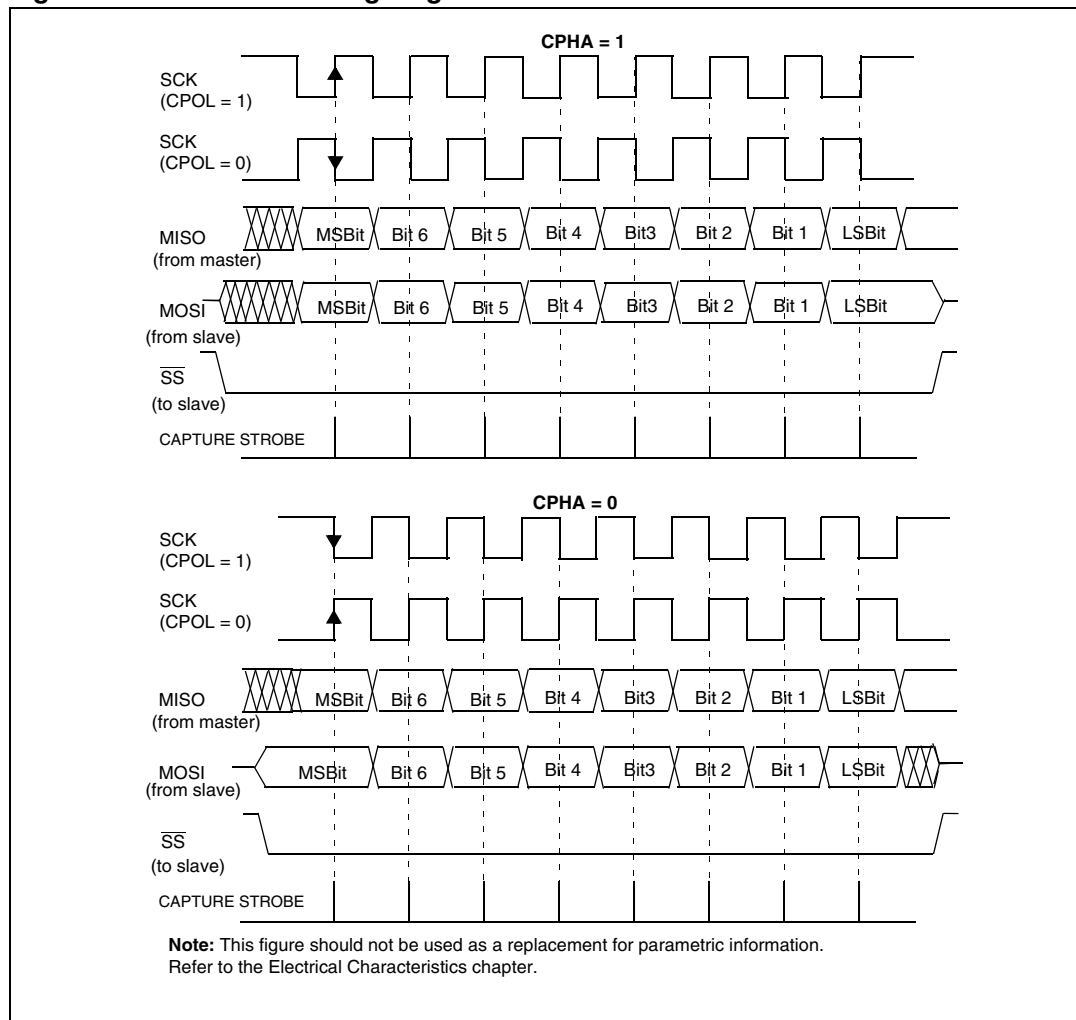 CPHA = 1
SCK
(CPOL = 1)
SCK
(CPOL = 0)
MISO
(from master)
MSBit Bit 6 Bit 5 Bit 4 Bit3 Bit 2 Bit 1 LSBit
MOSI
(from slave)
MSBit Bit 6 Bit 5 Bit 4 Bit3 Bit 2 Bit 1 LSBit
SS
(to slave)
CAPTURE STROBE
CPHA = 0
SCK
(CPOL = 1)
SCK
(CPOL = 0)
MISO
(from master)
MSBit Bit 6 Bit 5 Bit 4 Bit3 Bit 2 Bit 1 LSBit
MOSI
(from slave)
MSBit Bit 6 Bit 5 Bit 4 Bit3 Bit 2 Bit 1 LSBit
SS
(to slave)
CAPTURE STROBE
Note: This figure should not be used as a replacement for parametric information.
Refer to the Electrical Characteristics chapter.